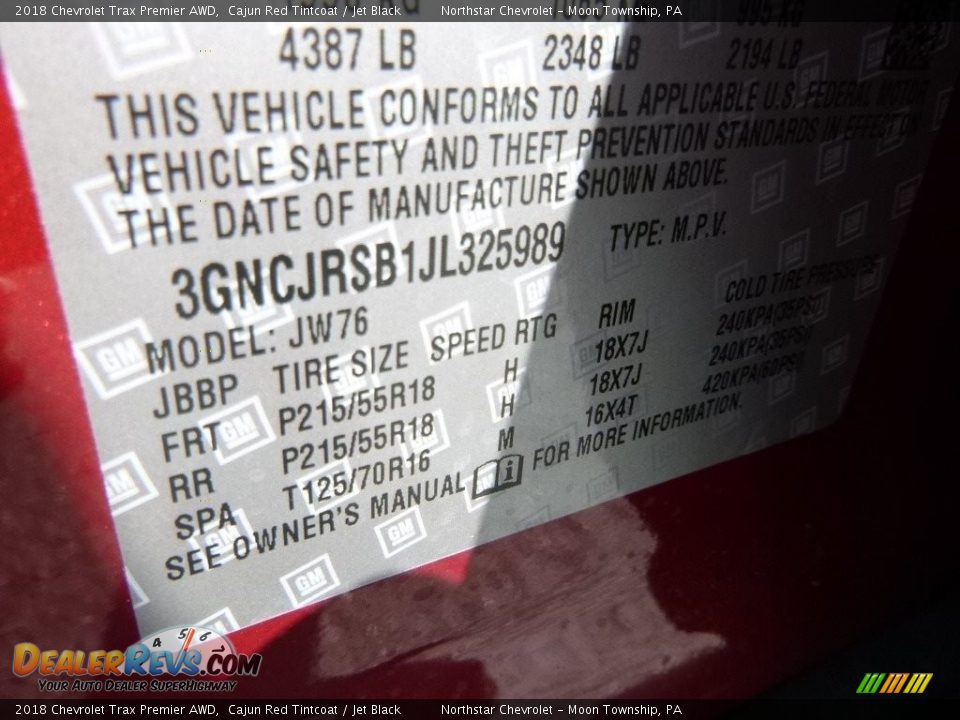 2018 Chevrolet Trax Premier AWD, Cajun Red Tintcoat / Jet Black Northstar Chevrolet – Moon Township, PA
4387 LB 2348 LB 2194 LB
THIS VEHICLE CONFORMS TO ALL APPLICABLE U.S. FEDERAL MOTOR
VEHICLE SAFETY AND THEFT PREVENTION STANDARDS IN EFFECT ON
THE DATE OF MANUFACTURE SHOWN ABOVE.
3GNCJRSB1JL325989 TYPE: M.P.V.
MODEL: JW76
JBBP TIRE SIZE SPEED RTG RIM COLD TIRE PRESSURE
FRT P215/55R18 H 18X7J 240KPA(35PSI)
RR P215/55R18 H 18X7J 240KPA(35PSI)
SPA T125/70R16 M 16X4T 420KPA(60PSI)
SEE OWNER'S MANUAL FOR MORE INFORMATION.
GM
DEALERREVS.COM
YOUR AUTO DEALER SUPERHIGHWAY
4 5 6
2018 Chevrolet Trax Premier AWD, Cajun Red Tintcoat / Jet Black Northstar Chevrolet – Moon Township, PA